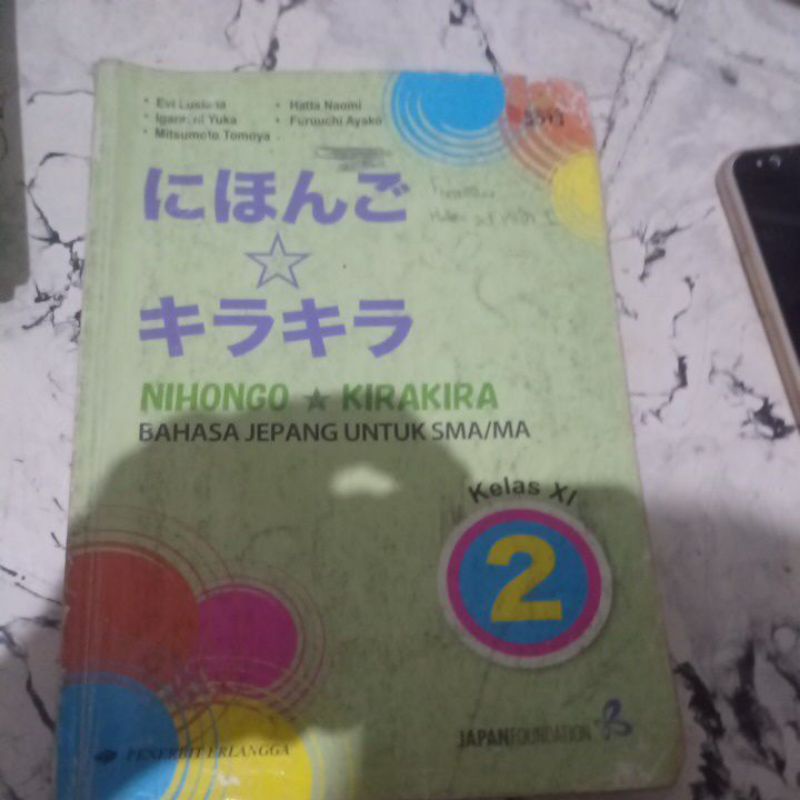 • Evi Lusiana • Hatta Naomi
• Igarashi Yuka • Furuuchi Ayako
• Mitsumoto Tomoya
にほんご
☆
キラキラ
NIHONGO ★ KIRAKIRA
BAHASA JEPANG UNTUK SMA/MA
Kelas XI
2
JAPANFOUNDATION
PENERBIT ERLANGGA